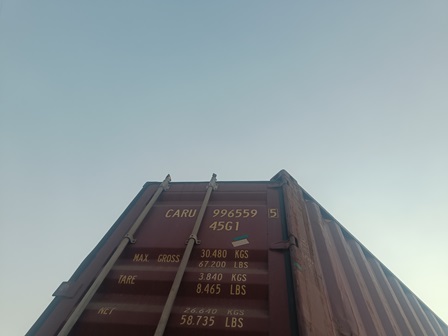 CARU 996559 5
45G1
MAX. GROSS 30.480 KGS
67.200 LBS
TARE 3.840 KGS
8.465 LBS
NET 26.640 KGS
58.735 LBS